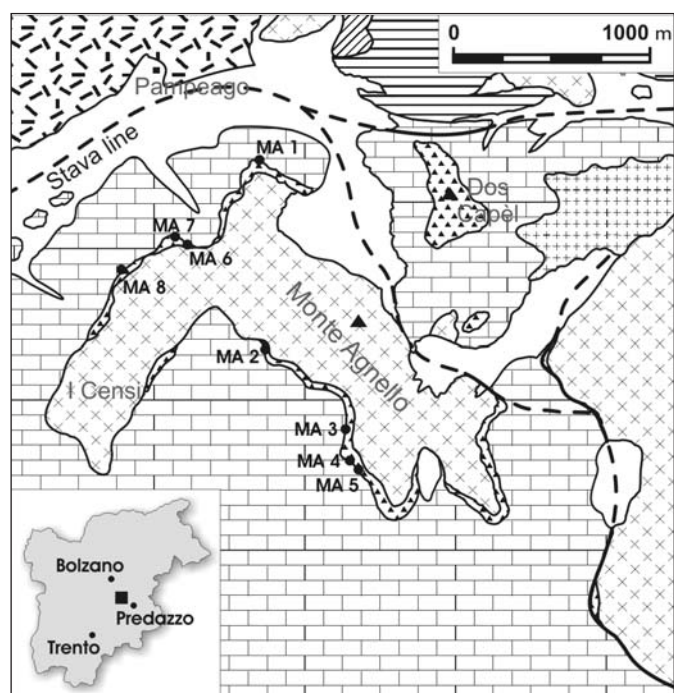 0 1000 m
Pampeago
Stava line
MA 1
Dos
Capèl
MA 7
MA 6
MA 8
Monte Agnello
MA 2
I Censi
MA 3
MA 4
MA 5
Bolzano
Predazzo
Trento